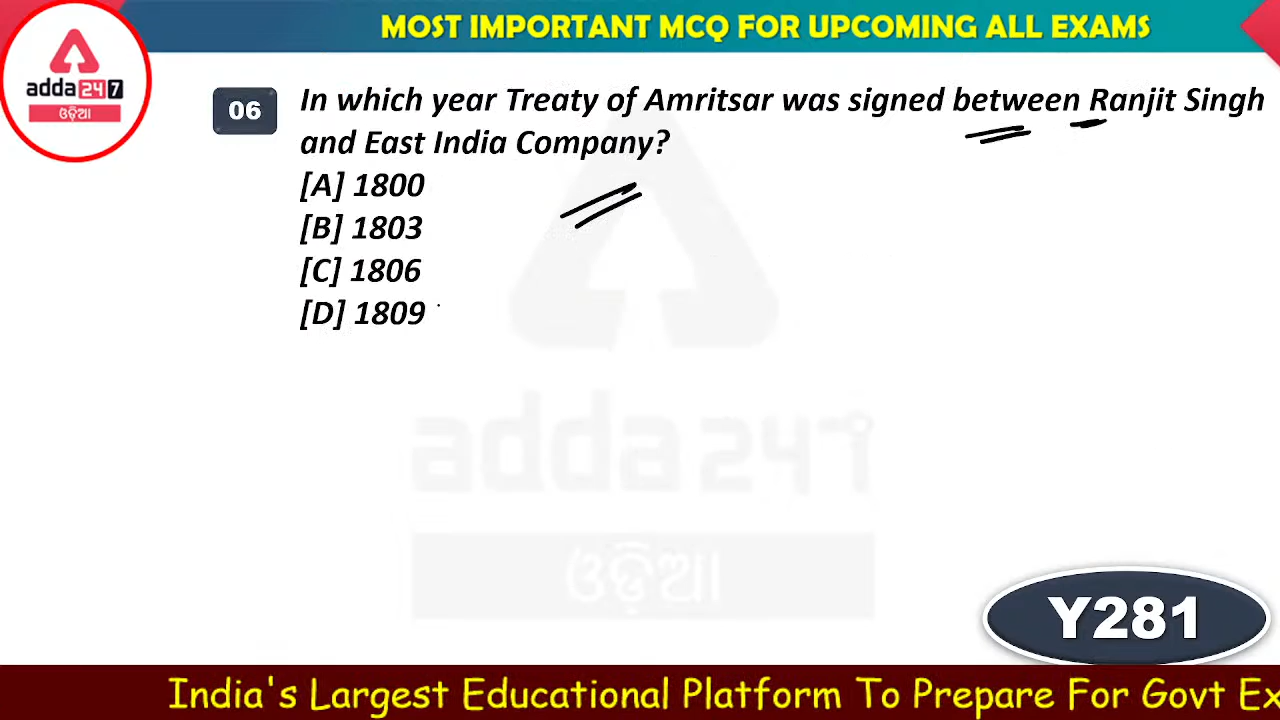 MOST IMPORTANT MCQ FOR UPCOMING ALL EXAMS
adda 247
ଓଡ଼ିଆ
06
In which year Treaty of Amritsar was signed between Ranjit Singh
and East India Company?
[A] 1800
[B] 1803
[C] 1806
[D] 1809
adda 247
ଓଡ଼ିଆ
Y281
India's Largest Educational Platform To Prepare For Govt Ex